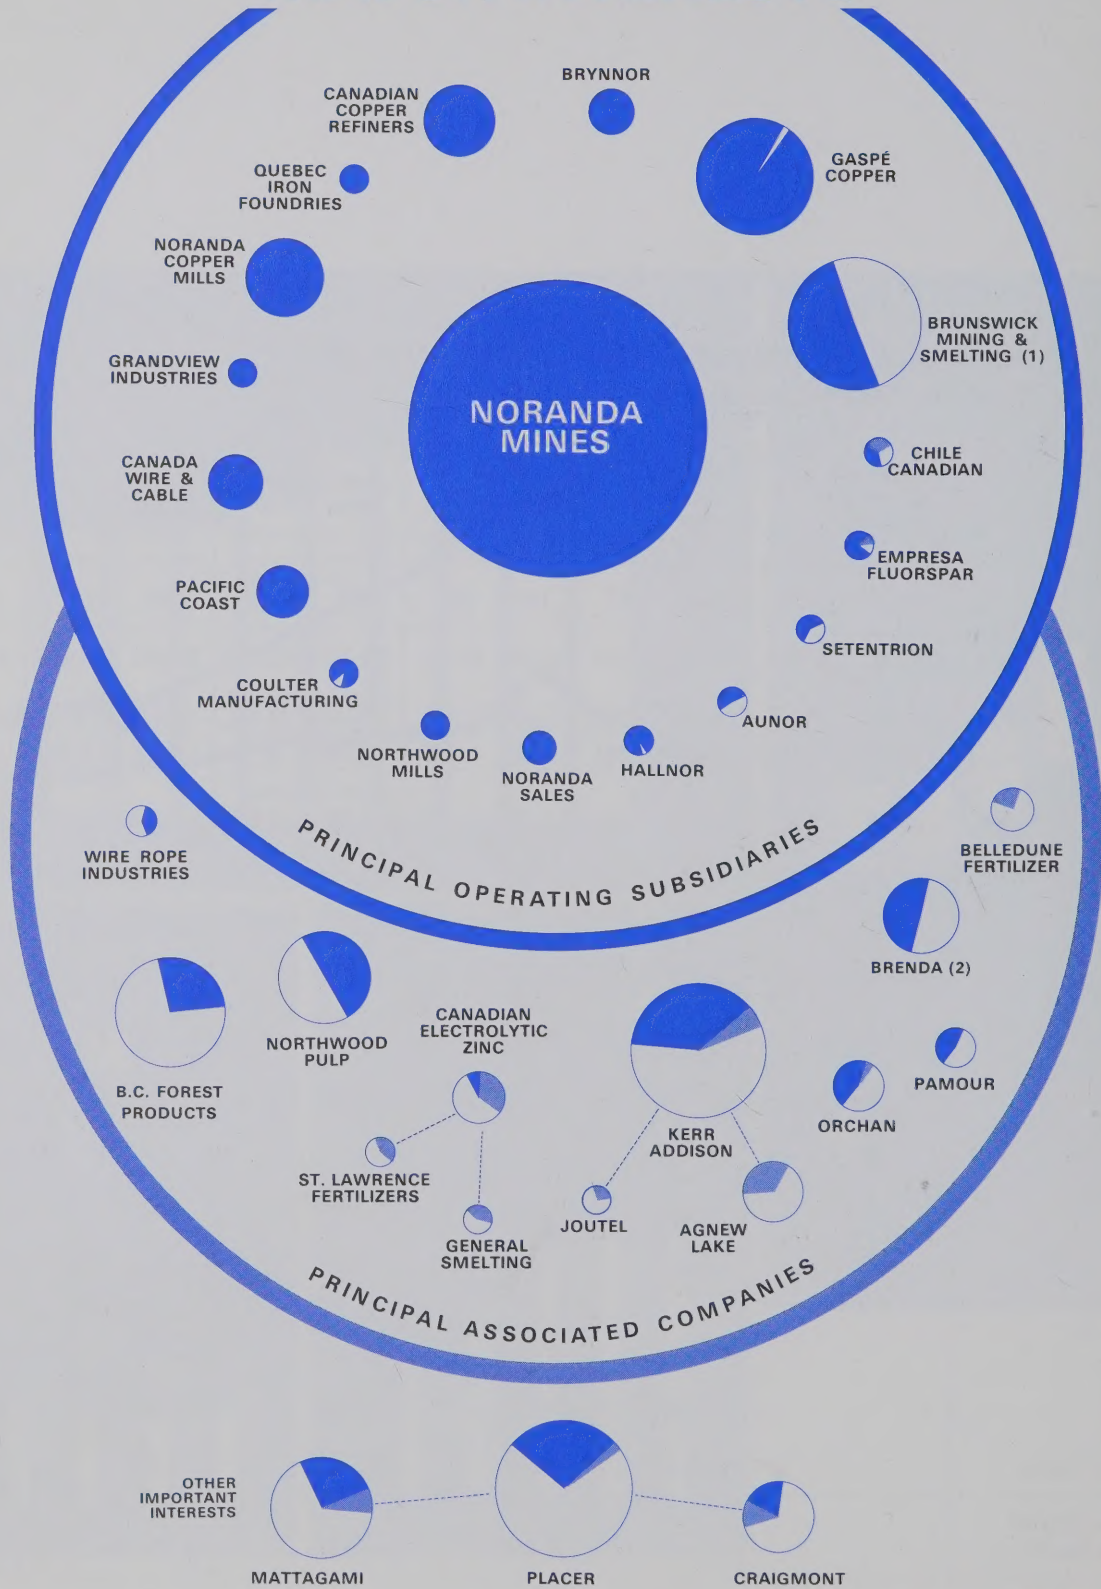 BRYNNOR
CANADIAN
COPPER
REFINERS
GASPÉ
COPPER
QUEBEC
IRON
FOUNDRIES
NORANDA
COPPER
MILLS
BRUNSWICK
MINING &
SMELTING (1)
GRANDVIEW
INDUSTRIES
NORANDA
MINES
CHILE
CANADIAN
CANADA
WIRE &
CABLE
EMPRESA
FLUORSPAR
PACIFIC
COAST
SETENTRION
COULTER
MANUFACTURING
AUNOR
NORTHWOOD
MILLS
NORANDA
SALES
HALLNOR
PRINCIPAL OPERATING SUBSIDIARIES
WIRE ROPE
INDUSTRIES
BELLEDUNE
FERTILIZER
BRENDA (2)
NORTHWOOD
PULP
CANADIAN
ELECTROLYTIC
ZINC
B.C. FOREST
PRODUCTS
PAMOUR
ORCHAN
KERR
ADDISON
ST. LAWRENCE
FERTILIZERS
GENERAL
SMELTING
JOUTEL
AGNEW
LAKE
PRINCIPAL ASSOCIATED COMPANIES
OTHER
IMPORTANT
INTERESTS
MATTAGAMI
PLACER
CRAIGMONT